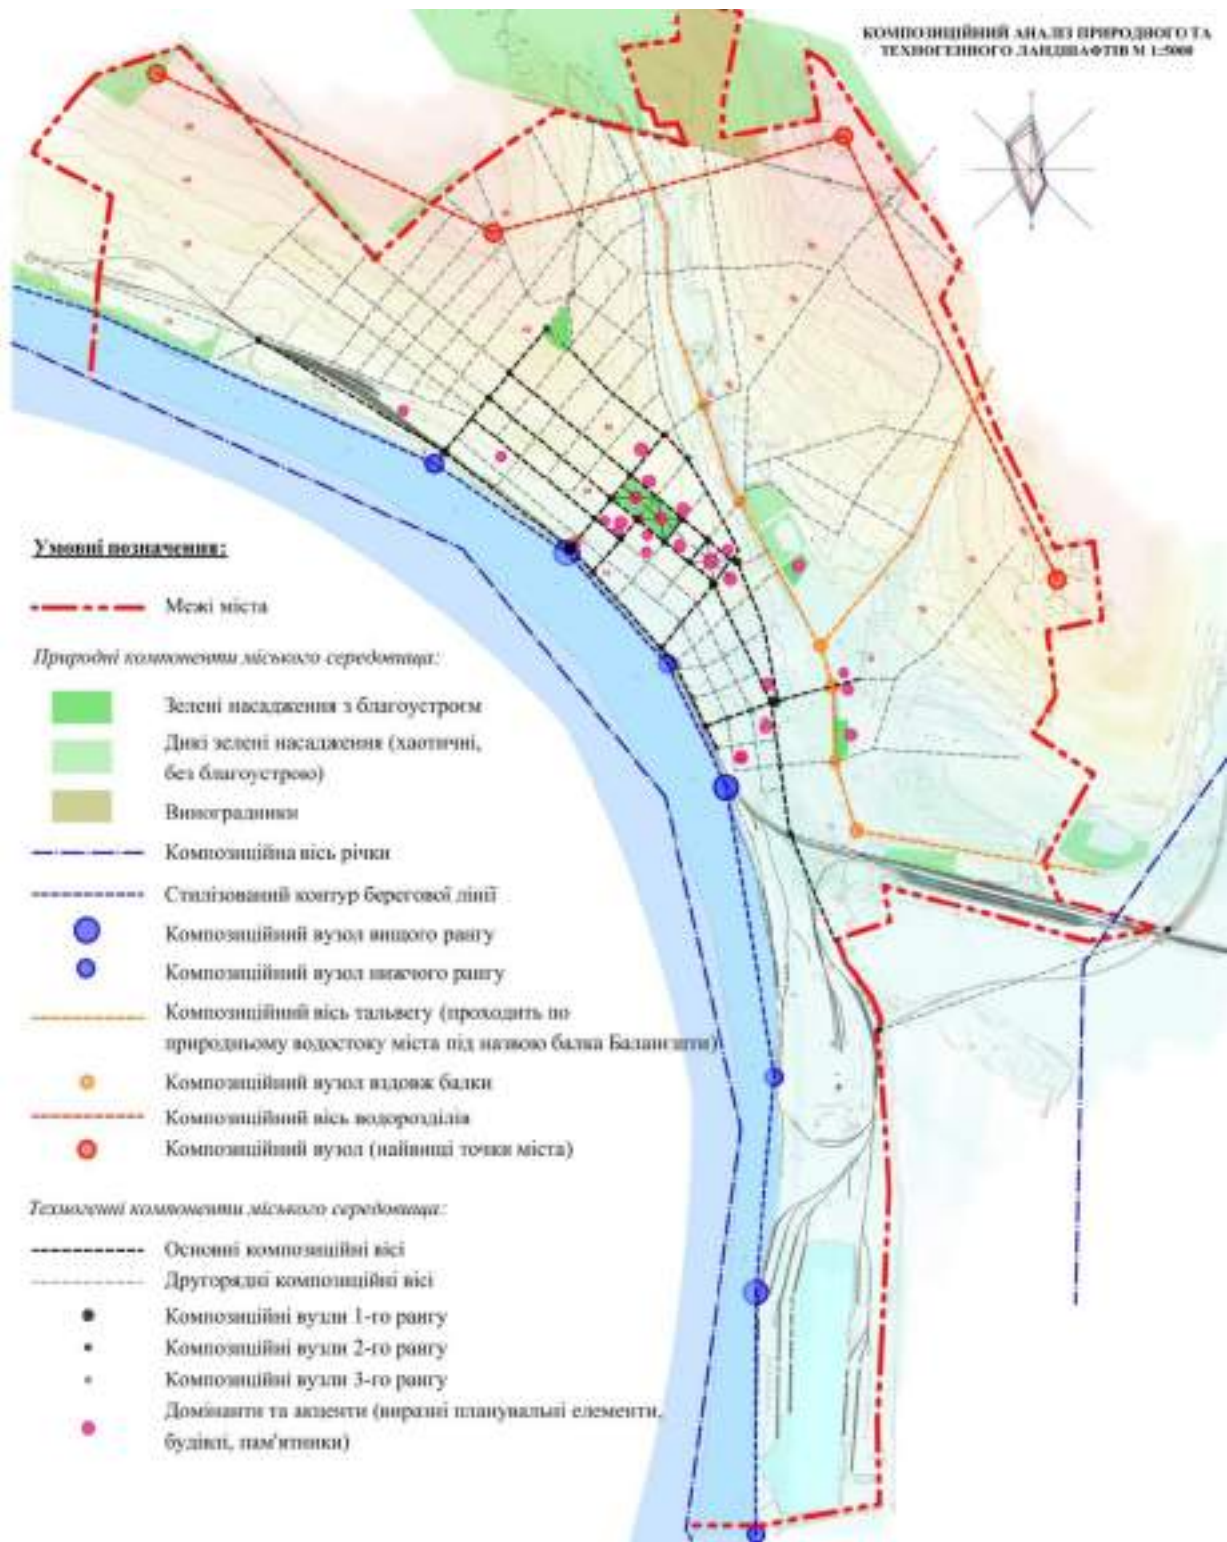 КОМПОЗИЦІЙНИЙ АНАЛІЗ ПРИРОДНОГО ТА
ТЕХНОГЕННОГО ЛАНДШАФТІВ М 1:5000
Умовні позначення:
Межі міста
Природні компоненти міського середовища:
Зелені насадження з благоустроєм
Дикі зелені насадження (хаотичні,
без благоустрою)
Виноградники
Композиційна вісь річки
Стилізований контур берегової лінії
Композиційний вузол вищого рангу
Композиційний вузол нижчого рангу
Композиційний вісь тальвегу (проходить по
природньому водостоку міста під назвою балка)
Композиційний вузол вздовж балки
Композиційний вісь водорозділів
Композиційний вузол (найвищі точки міста)
Техногенні компоненти міського середовища:
Основні композиційні вісі
Другорядні композиційні вісі
Композиційні вузли 1-го рангу
Композиційні вузли 2-го рангу
Композиційні вузли 3-го рангу
Домінанти та акценти (виразні планувальні елементи,
будівлі, пам'ятники)